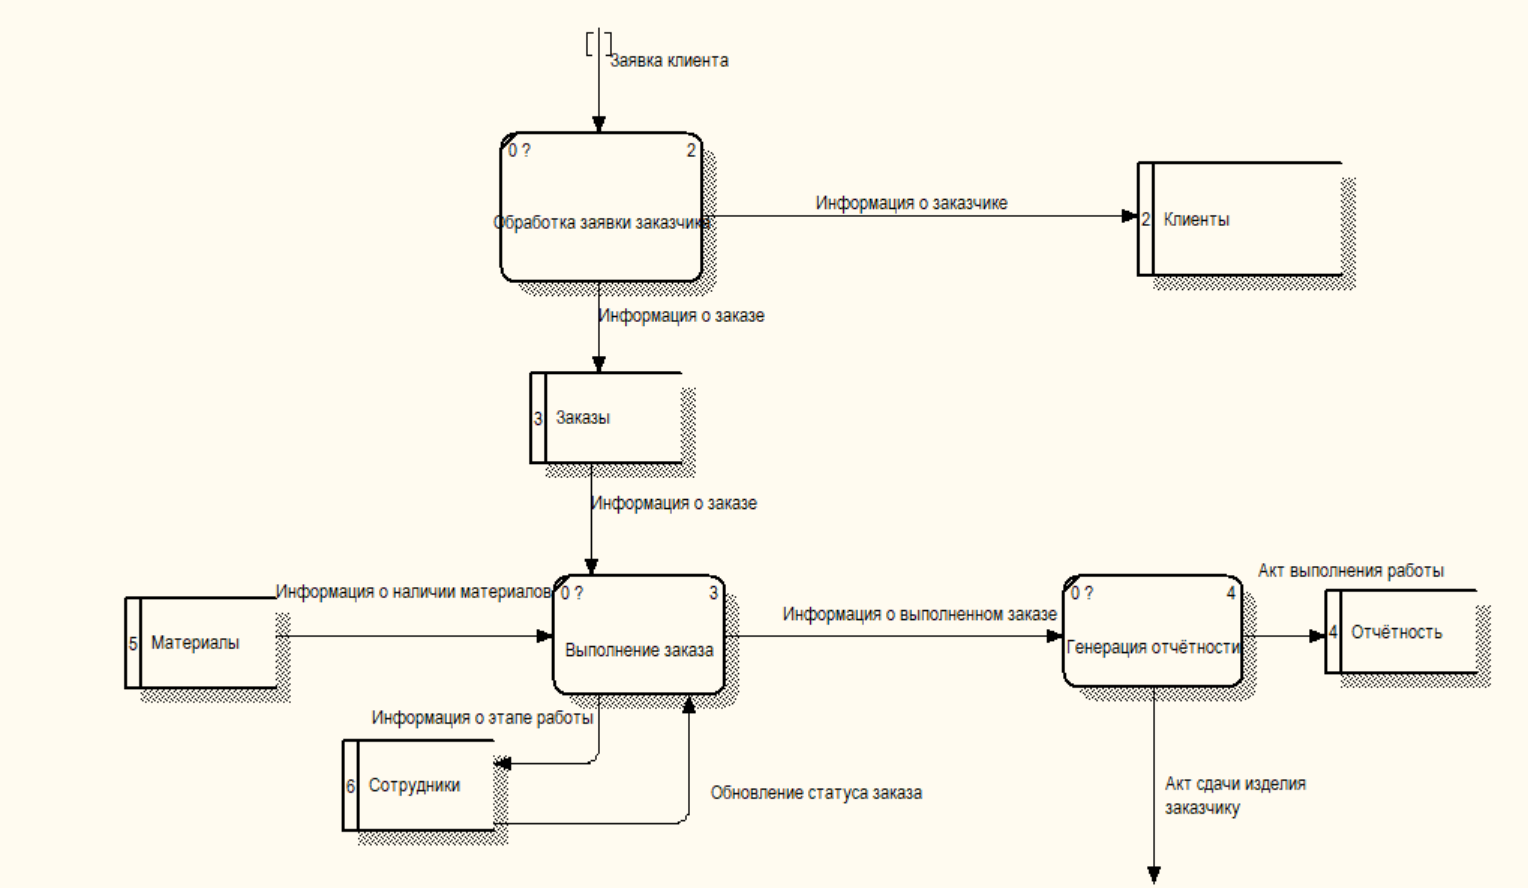 Заявка клиента
0 ?
2
Обработка заявки заказчика
Информация о заказчике
2
Клиенты
Информация о заказе
3
Заказы
Информация о заказе
Информация о наличии материалов
5
Материалы
0 ?
3
Выполнение заказа
Информация о выполненном заказе
0 ?
4
Генерация отчётности
Акт выполнения работы
4
Отчётность
Информация о этапе работы
6
Сотрудники
Обновление статуса заказа
Акт сдачи изделия
заказчику